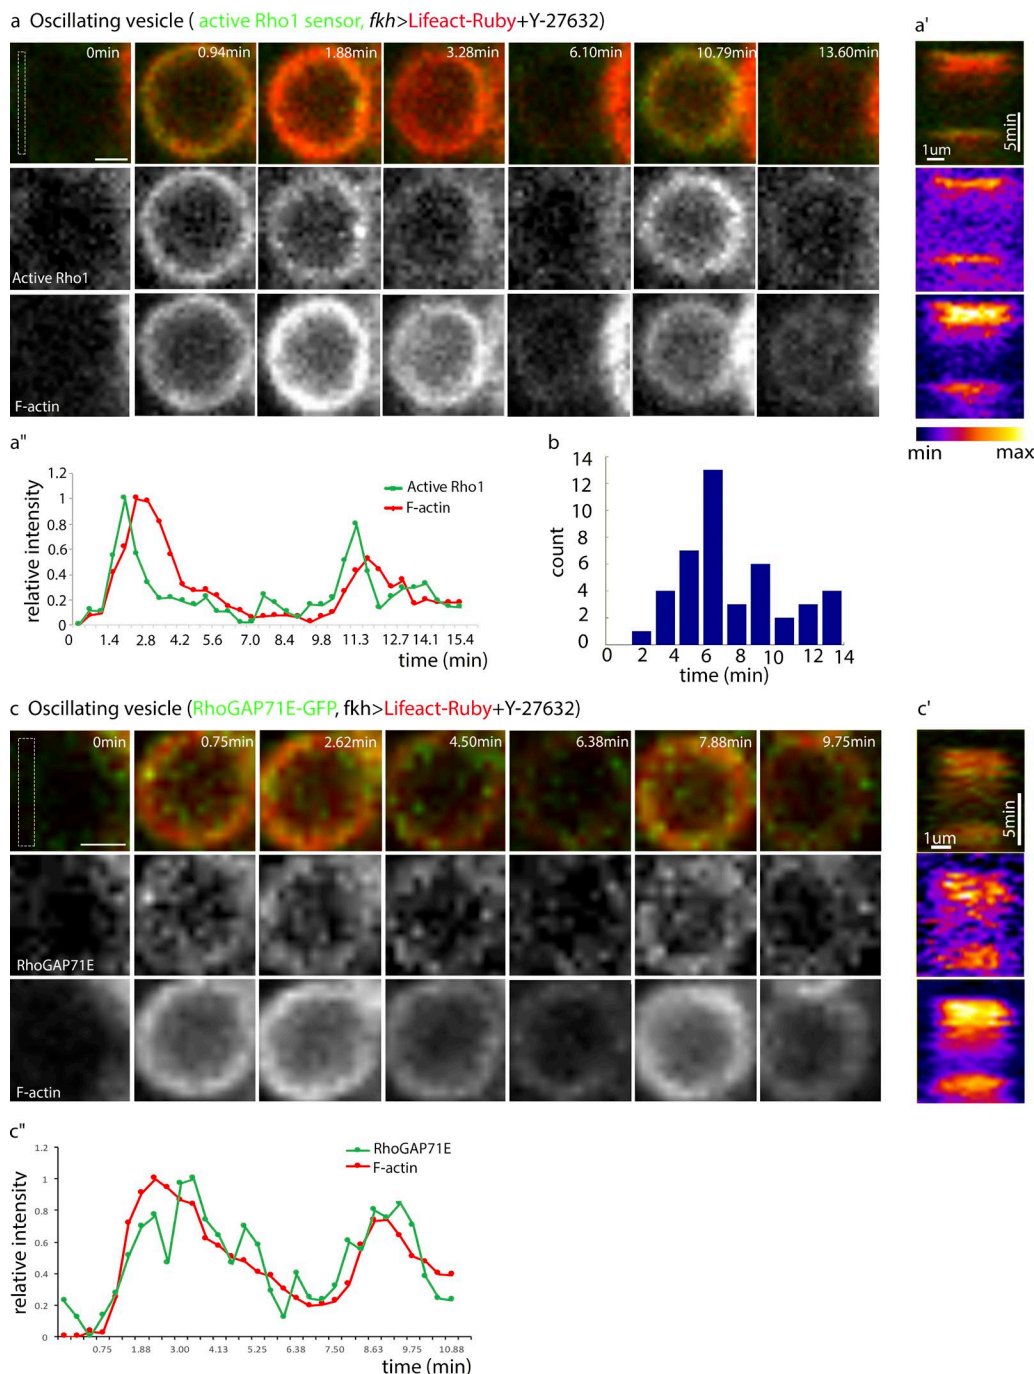 a Oscillating vesicle ( active Rho1 sensor, fkh>Lifeact-Ruby+Y-27632)
a'
0min
0.94min
1.88min
3.28min
6.10min
10.79min
13.60min
1um
5min
Active Rho1
F-actin
min max
a"
1.2
1
0.8
0.6
0.4
0.2
0
relative intensity
Active Rho1
F-actin
0 1.4 2.8 4.2 5.6 7.0 8.4 9.8 11.3 12.7 14.1 15.4
time (min)
b
14
12
10
8
6
4
2
0
count
0 2 4 6 8 10 12 14
time (min)
c Oscillating vesicle (RhoGAP71E-GFP, fkh>Lifeact-Ruby+Y-27632)
c'
0min
0.75min
2.62min
4.50min
6.38min
7.88min
9.75min
1um
5min
RhoGAP71E
F-actin
c"
1.2
1
0.8
0.6
0.4
0.2
0
relative intensity
RhoGAP71E
F-actin
0.75 1.88 3.00 4.13 5.25 6.38 7.50 8.63 9.75 10.88
time (min)